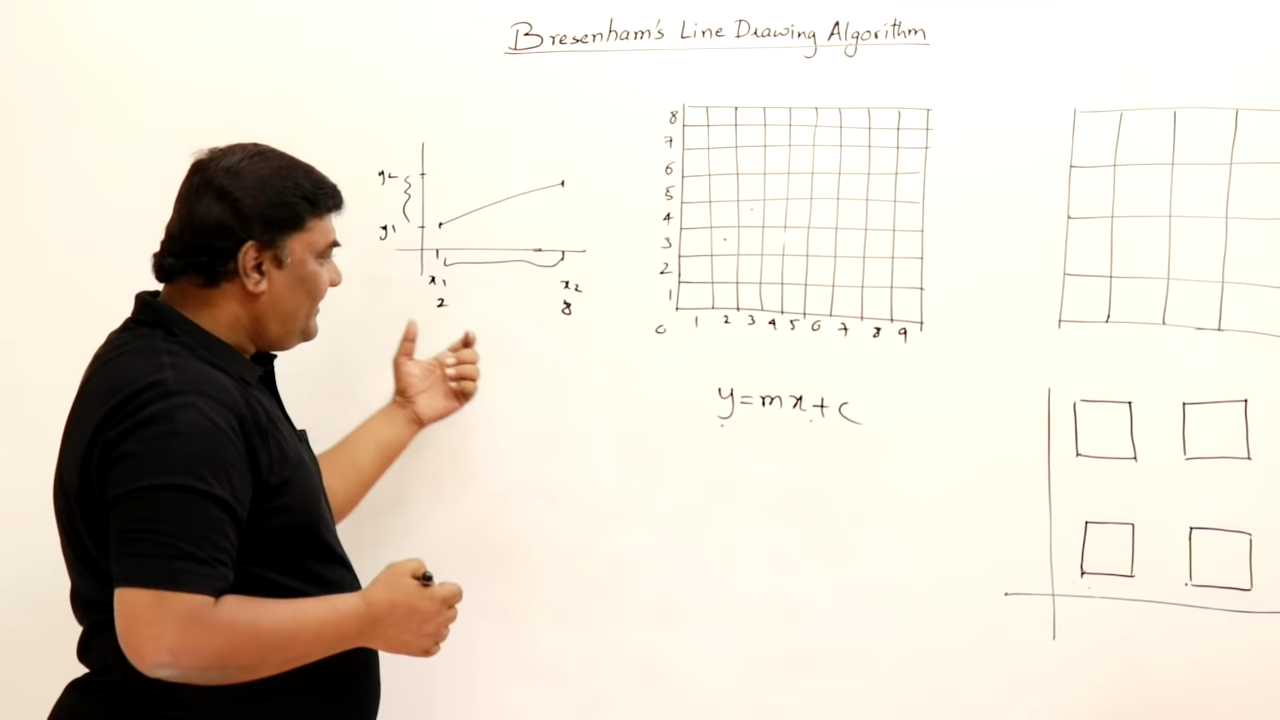 Bresenham's Line Drawing Algorithm
y2
y1
x1
x2
2
8
8
7
6
5
4
3
2
1
0 1 2 3 4 5 6 7 8 9
y=mx+c